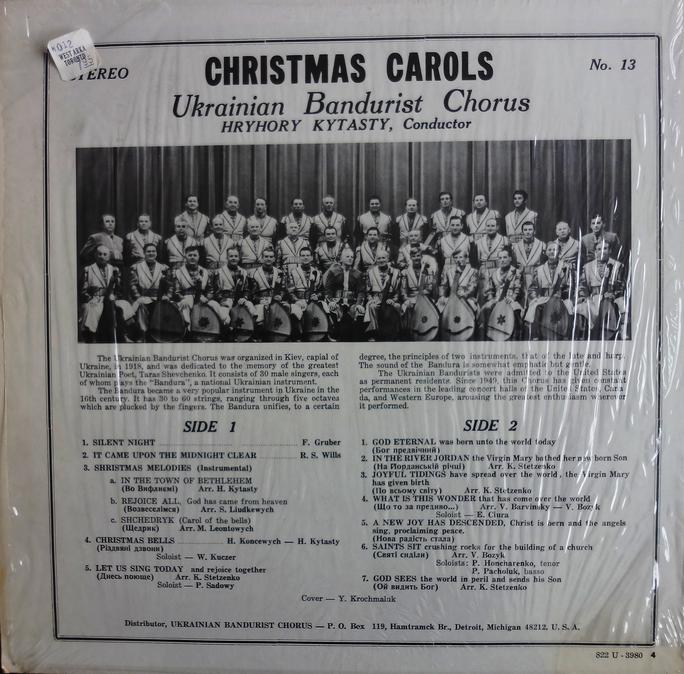 K012
WEST ARKA
TORONTO
STEREO
CHRISTMAS CAROLS
No. 13
Ukrainian Bandurist Chorus
HRYHORY KYTASTY, Conductor
The Ukrainian Bandurist Chorus was organized in Kiev, capial of
Ukraine, in 1918, and was dedicated to the memory of the greatest
Ukrainian Poet, Taras Shevchenko. It consists of 30 male singers, each
of whom plays the "Bandura", a national Ukrainian instrument.
The Bandura became a very popular instrument in Ukraine in the
16th century. It has 30 to 60 strings, ranging through five octaves
which are plucked by the fingers. The Bandura unifies, to a certain
degree, the principles of two instruments, that of the lute and harp.
The sound of the Bandura is somewhat emphatic but gentle.
The Ukrainian Bandurists were admitted to the United States
as permanent residents. Since 1949, this Chorus has given constant
performances in the leading concert halls of the United States, Cana-
da, and Western Europe, arousing the greatest enthusiasm wherever
it performed.
SIDE 1
1. SILENT NIGHT F. Gruber
2. IT CAME UPON THE MIDNIGHT CLEAR R. S. Wills
3. SHRISTMAS MELODIES (Instrumental)
a. IN THE TOWN OF BETHLEHEM
(Во Вифлеємі) Arr. H. Kytasty
b. REJOICE ALL, God has came from heaven
(Возвеселімся) Arr. S. Liudkewych
c. SHCHEDRYK (Carol of the bells)
(Щедрик) Arr. M. Leontowych
4. CHRISTMAS BELLS H. Koncewych — H. Kytasty
(Різдвяні дзвони)
Soloist — W. Kuczer
5. LET US SING TODAY and rejoice together
(Днесь поюще) Arr. K. Stetzenko
Soloist — P. Sadowy
SIDE 2
1. GOD ETERNAL was born unto the world today
(Бог предвічний)
2. IN THE RIVER JORDAN the Virgin Mary bathed her new born Son
(На Йорданській річці) Arr. K. Stetzenko
3. JOYFUL TIDINGS have spread over the world, the Virgin Mary
has given birth
(По всьому світу) Arr. K. Stetzenko
4. WHAT IS THIS WONDER that has come over the world
(Що то за предиво...) Arr. V. Barvinsky — V. Bozyk
Soloist — E. Ciura
5. A NEW JOY HAS DESCENDED, Christ is born and the angels
sing, proclaiming peace.
(Нова радість стала)
6. SAINTS SIT crushing rocks for the building of a church
(Святі сиділи) Arr. V. Bozyk
Soloists: P. Honcharenko, tenor
P. Pacholuk, basso
7. GOD SEES the world in peril and sends his Son
(Ой видить Бог) Arr. K. Stetzenko
Cover — Y. Krochmaluk
Distributor, UKRAINIAN BANDURIST CHORUS — P. O. Box 119, Hamtramck Br., Detroit, Michigan 48212, U. S. A.
822 U - 3980 4